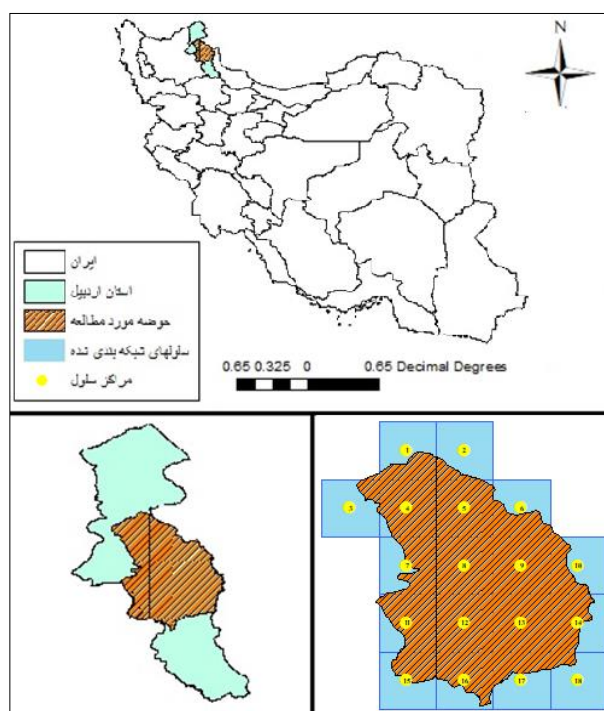 N
ایران
استان اردبیل
حوضه مورد مطالعه
سلولهای شبکه بندی شده
مراکز سلول
0.65 0.325 0 0.65 Decimal Degrees
1 2
3 4 5 6
7 8 9 10
11 12 13 14
15 16 17 18